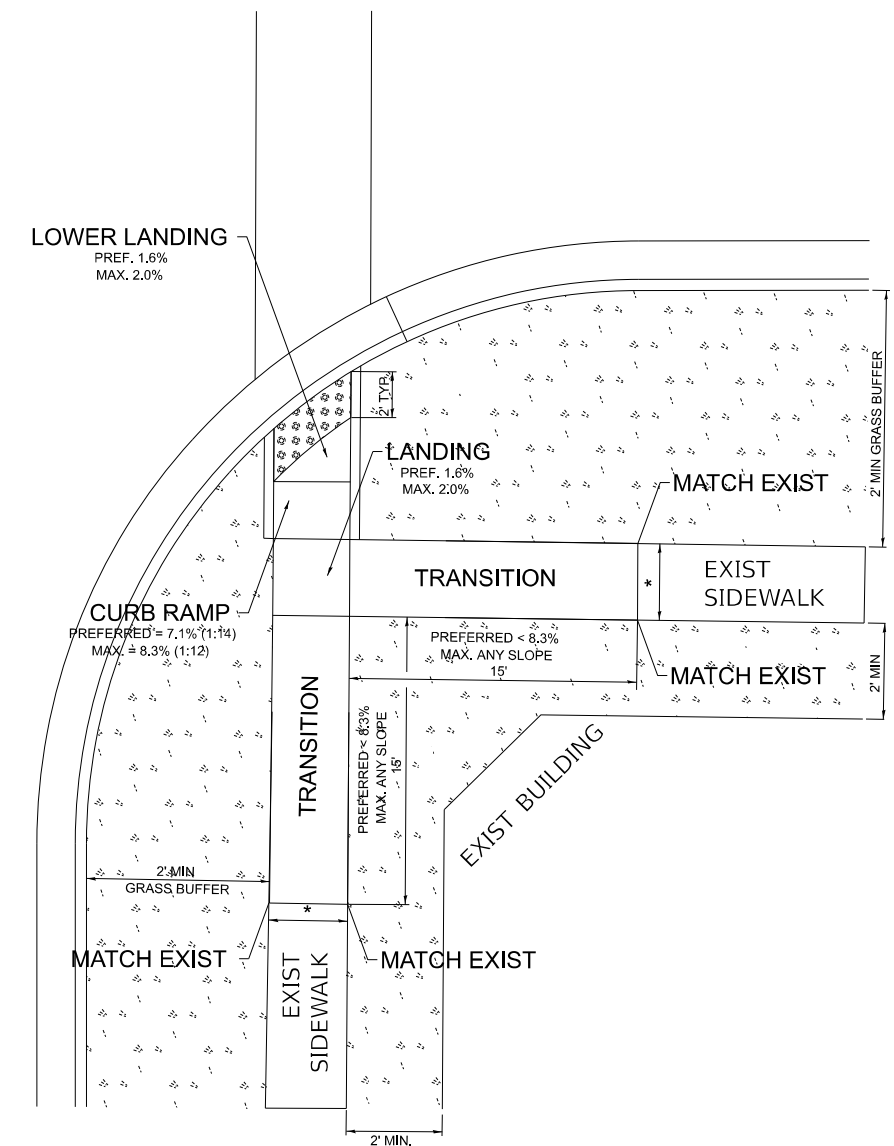 LOWER LANDING
PREF. 1.6%
MAX. 2.0%
2' TYP.
2' MIN GRASS BUFFER
LANDING
PREF. 1.6%
MAX. 2.0%
MATCH EXIST
TRANSITION
*
EXIST
SIDEWALK
CURB RAMP
PREFERRED = 7.1% (1:14)
MAX. = 8.3% (1:12)
PREFERRED < 8.3%
MAX. ANY SLOPE
15'
MATCH EXIST
2' MIN
TRANSITION
PREFERRED < 8.3%
MAX. ANY SLOPE
15'
EXIST BUILDING
2' MIN
GRASS BUFFER
*
MATCH EXIST
MATCH EXIST
EXIST
SIDEWALK
2' MIN.